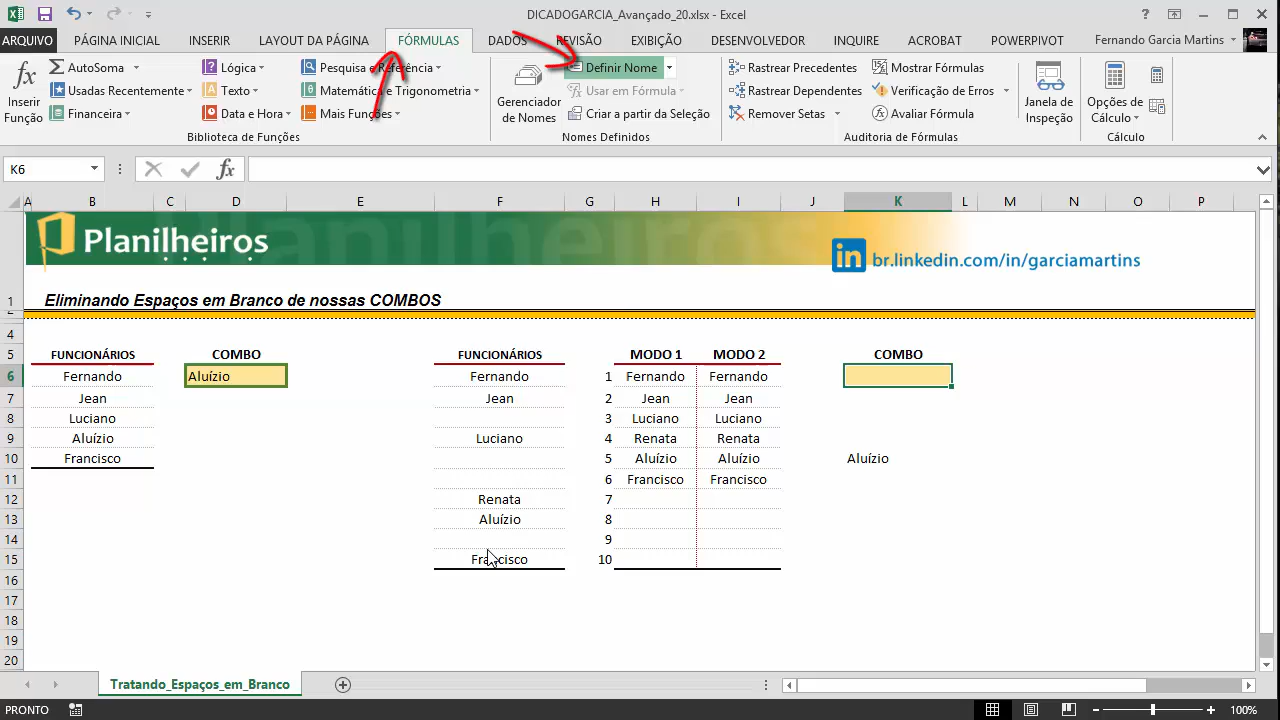 DICADOGARCIA_Avançado_20.xlsx - Excel
ARQUIVO PÁGINA INICIAL INSERIR LAYOUT DA PÁGINA FÓRMULAS DADOS REVISÃO EXIBIÇÃO DESENVOLVEDOR INQUIRE ACROBAT POWERPIVOT Fernando Garcia Martins
fx Inserir Função
AutoSoma Lógica Pesquisa e Referência
Usadas Recentemente Texto Matemática e Trigonometria
Financeira Data e Hora Mais Funções
Biblioteca de Funções
Gerenciador de Nomes
Definir Nome
Usar em Fórmula
Criar a partir da Seleção
Nomes Definidos
Rastrear Precedentes Mostrar Fórmulas
Rastrear Dependentes Verificação de Erros
Remover Setas Avaliar Fórmula
Auditoria de Fórmulas
Janela de Inspeção
Opções de Cálculo
Cálculo
K6 fx
A B C D E F G H I J K L M N O P
Planilheiros
in br.linkedin.com/in/garciamartins
1 Eliminando Espaços em Branco de nossas COMBOS
4
5 FUNCIONÁRIOS COMBO FUNCIONÁRIOS MODO 1 MODO 2 COMBO
6 Fernando Aluízio Fernando 1 Fernando Fernando
7 Jean Jean 2 Jean Jean
8 Luciano 3 Luciano Luciano
9 Aluízio Luciano 4 Renata Renata
10 Francisco 5 Aluízio Aluízio Aluízio
11 6 Francisco Francisco
12 Renata 7
13 Aluízio 8
14 9
15 Francisco 10
16
17
18
19
20
Tratando_Espaços_em_Branco
PRONTO 100%